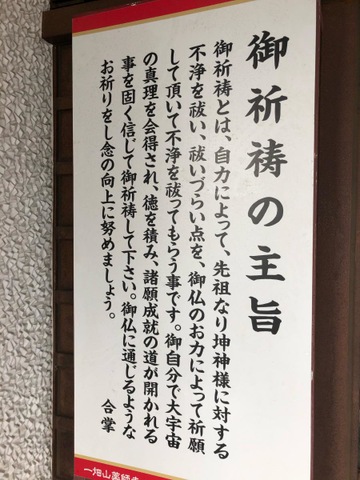 御祈祷の主旨
御祈祷とは、自力によって、先祖なり坤神様に対する
不浄を祓い、祓いづらい点を、御仏のお力によって祈願
して頂いて不浄を祓ってもらう事です。御自分で大宇宙
の真理を会得され、徳を積み、諸願成就の道が開かれる
事を固く信じて御祈祷して下さい。御仏に通じるような
お祈りをし念の向上に努めましょう。
合掌
一畑山薬師寺